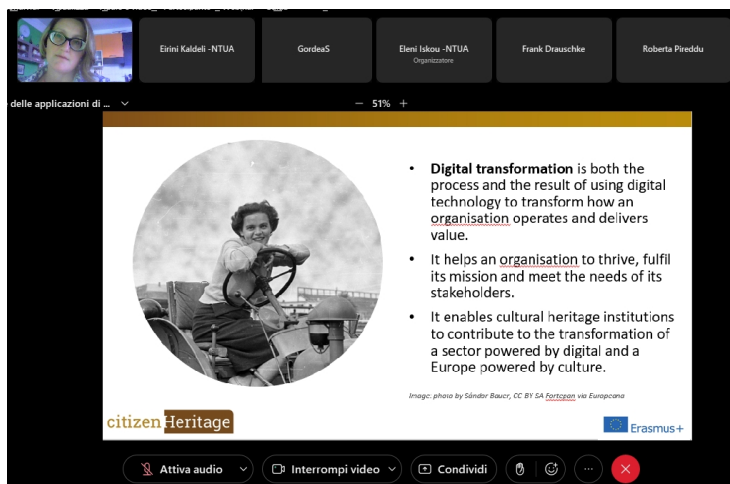 Eirini Kaldeli -NTUA
GordeaS
Eleni Iskou -NTUA
Organizzatore
Frank Drauschke
Roberta Pireddu
delle applicazioni di ...
51%
• Digital transformation is both the
process and the result of using digital
technology to transform how an
organisation operates and delivers
value.
• It helps an organisation to thrive, fulfil
its mission and meet the needs of its
stakeholders.
• It enables cultural heritage institutions
to contribute to the transformation of
a sector powered by digital and a
Europe powered by culture.
Image: photo by Sándor Bauer, CC BY SA Fortepan via Europeana
citizenHeritage
Erasmus+
Attiva audio
Interrompi video
Condividi